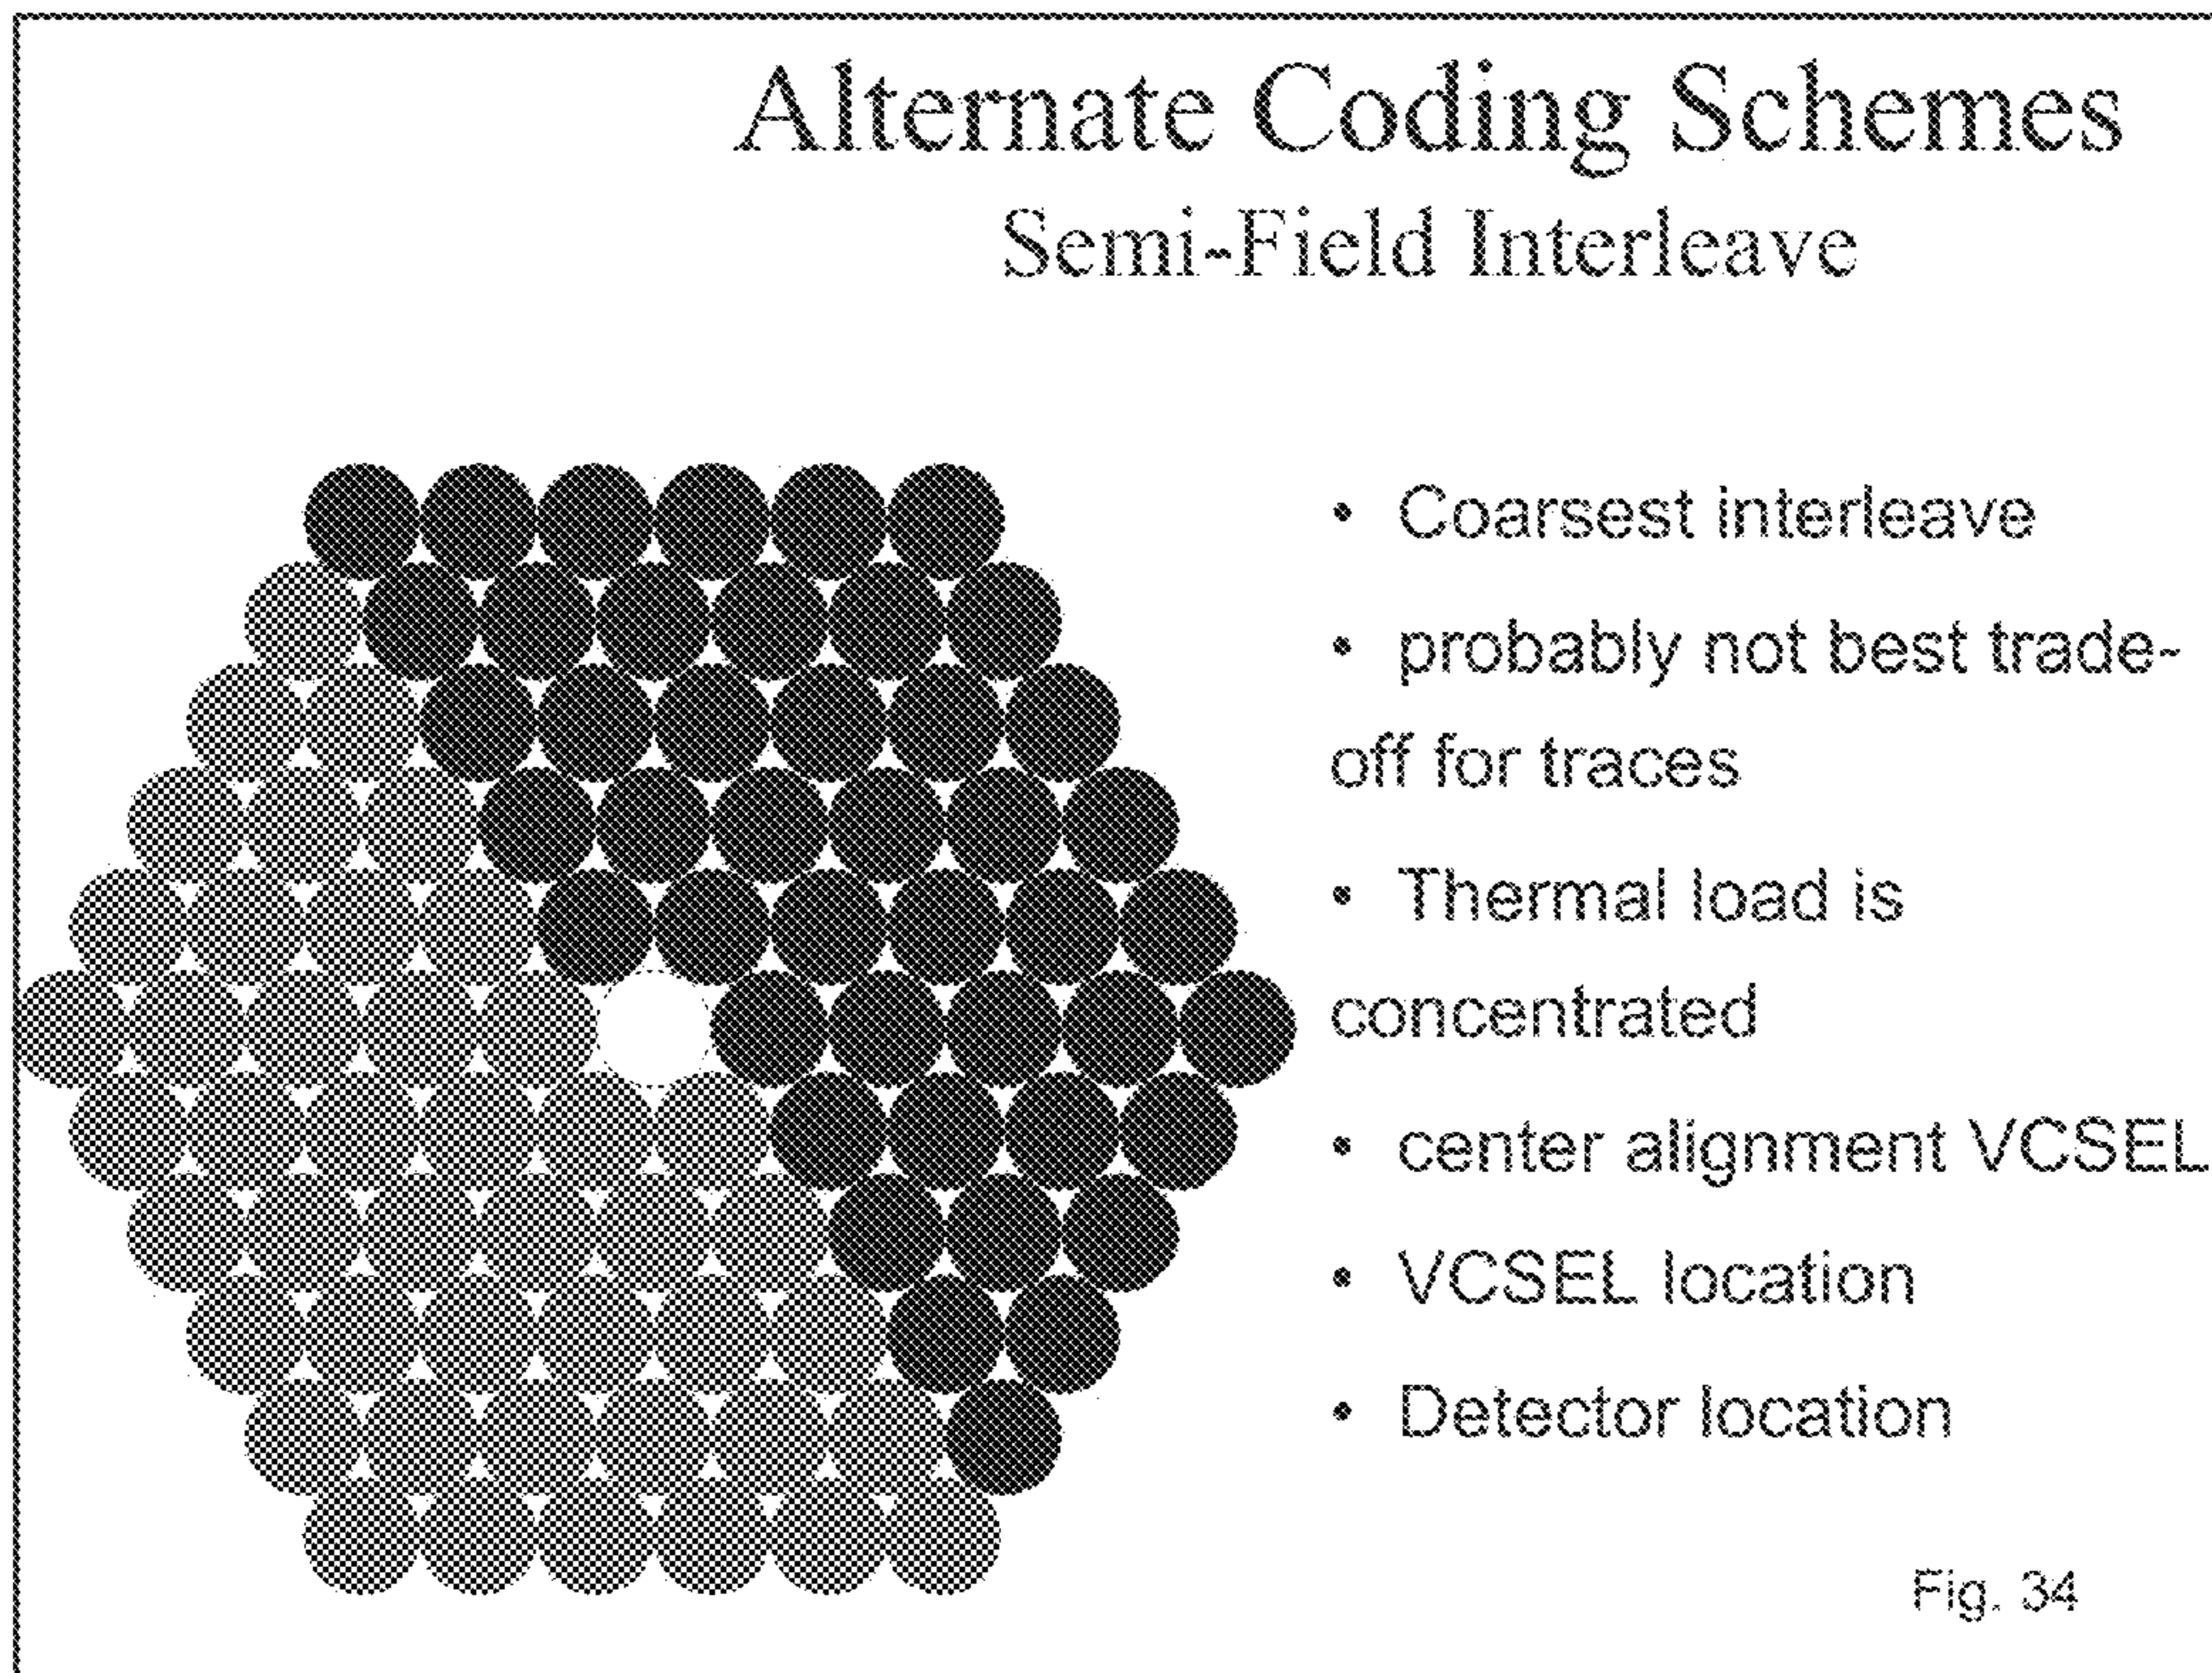 Alternate Coding Schemes
Semi-Field Interleave
• Coarsest interleave
• probably not best trade-
off for traces
• Thermal load is
concentrated
• center alignment VCSEL
• VCSEL location
• Detector location
Fig. 34